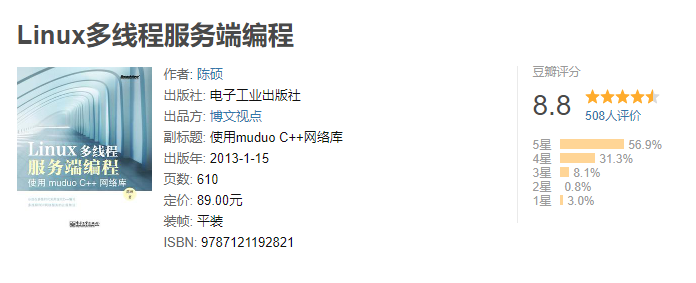 Linux多线程服务端编程
Linux 多线程
服务端编程
使用 muduo C++ 网络库
作者: 陈硕
出版社: 电子工业出版社
出品方: 博文视点
副标题: 使用muduo C++网络库
出版年: 2013-1-15
页数: 610
定价: 89.00元
装帧: 平装
ISBN: 9787121192821
豆瓣评分
8.8
508人评价
5星 56.9%
4星 31.3%
3星 8.1%
2星 0.8%
1星 3.0%